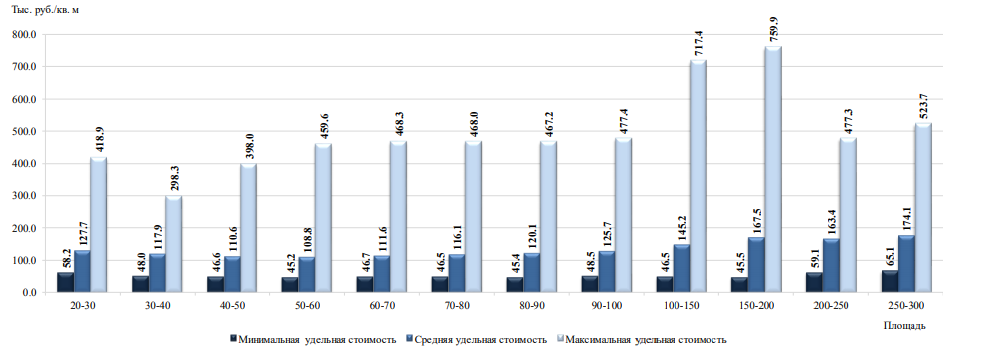 Тыс. руб./кв. м
800.0
700.0
600.0
500.0
400.0
300.0
200.0
100.0
0.0
58.2 127.7 418.9
48.0 117.9 298.3
46.6 110.6 398.0
45.2 108.8 459.6
46.7 111.6 468.3
46.5 116.1 468.0
45.4 120.1 467.2
48.5 125.7 477.4
46.5 145.2 717.4
45.5 167.5 759.9
59.1 163.4 477.3
65.1 174.1 523.7
20-30 30-40 40-50 50-60 60-70 70-80 80-90 90-100 100-150 150-200 200-250 250-300
Площадь
Минимальная удельная стоимость Средняя удельная стоимость Максимальная удельная стоимость